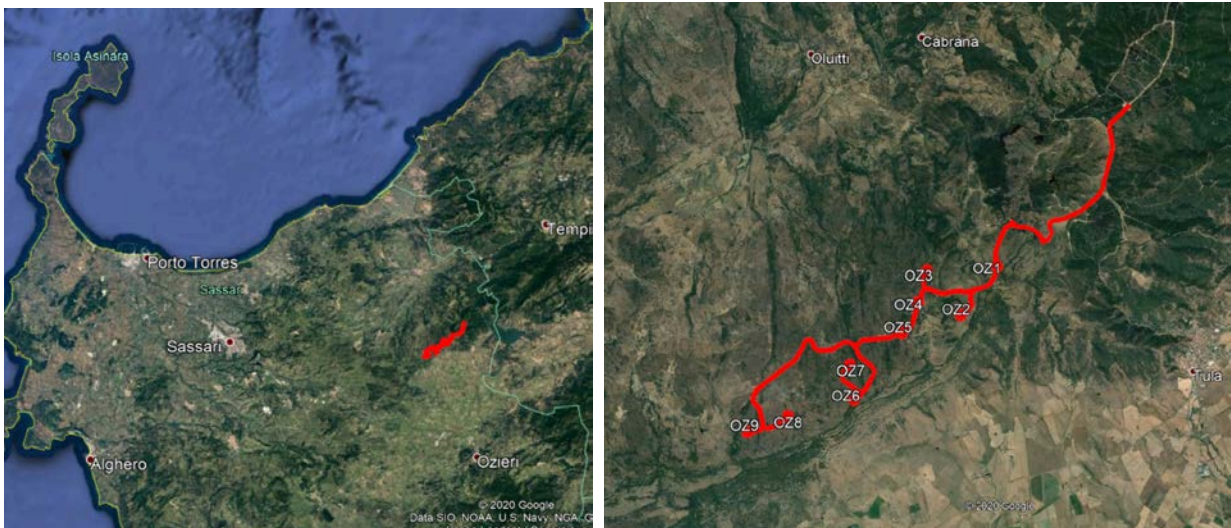 Isola Asinara
Tempi
Porto Torres
Sassar
Sassari
Alghero
Ozieri
© 2020 Google
Data SIO, NOAA, U.S. Navy, NGA, G
Cabrana
Oluitti
OZ1
OZ3
OZ2
OZ4
OZ5
OZ7
OZ6
Tula
OZ8
OZ9
© 2020 Google